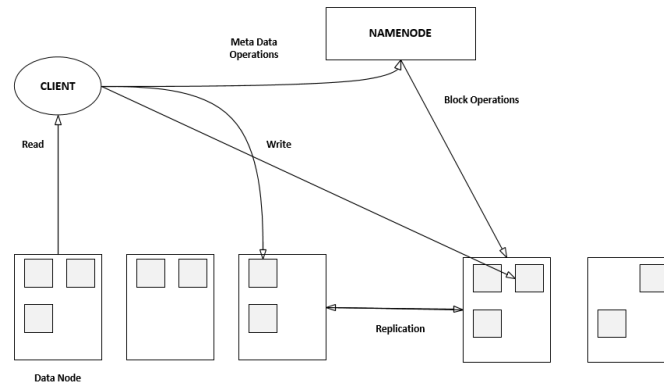 NAMENODE
Meta Data
Operations
CLIENT
Block Operations
Read
Write
Replication
Data Node